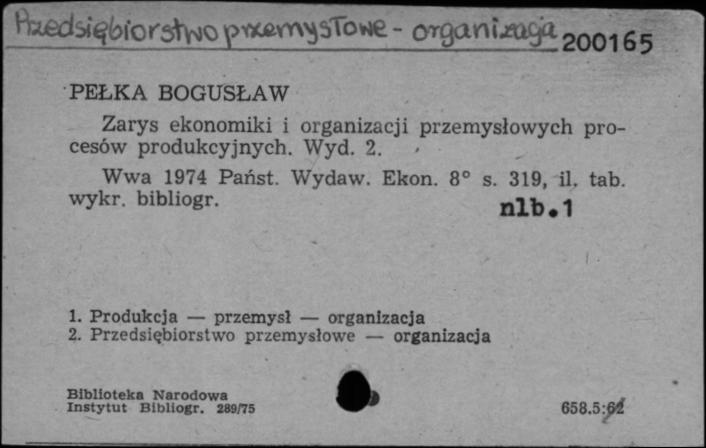 Przedsiębiorstwo przemysłowe - organizacja 200165
PEŁKA BOGUSŁAW
Zarys ekonomiki i organizacji przemysłowych pro-
cesów produkcyjnych. Wyd. 2.
Wwa 1974 Państ. Wydaw. Ekon. 8° s. 319, il. tab.
wykr. bibliogr.
nlb.1
1. Produkcja — przemysł — organizacja
2. Przedsiębiorstwo przemysłowe — organizacja
Biblioteka Narodowa
Instytut Bibliogr. 289/75
658.5:62